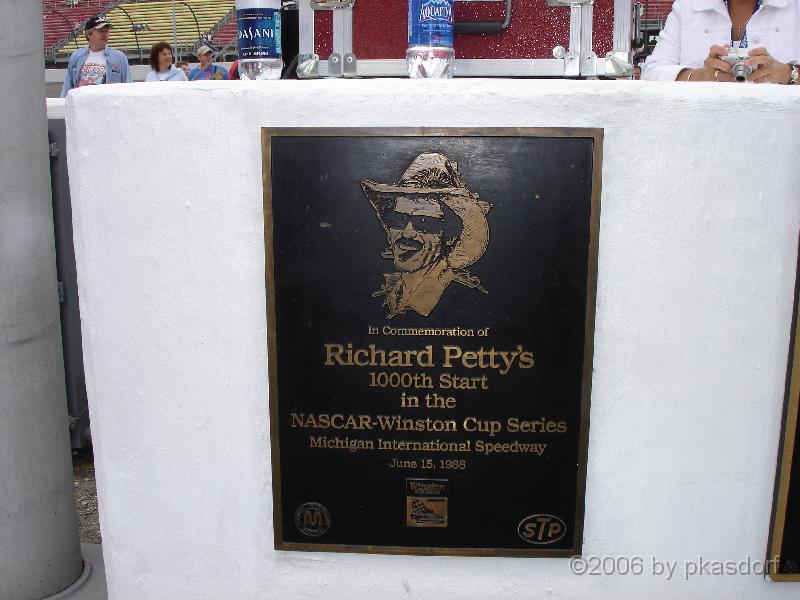 DASANI
AQUAFINA
In Commemoration of
Richard Petty's
1000th Start
in the
NASCAR-Winston Cup Series
Michigan International Speedway
June 15, 1986
Winston
M
STP
©2006 by pkasdorf